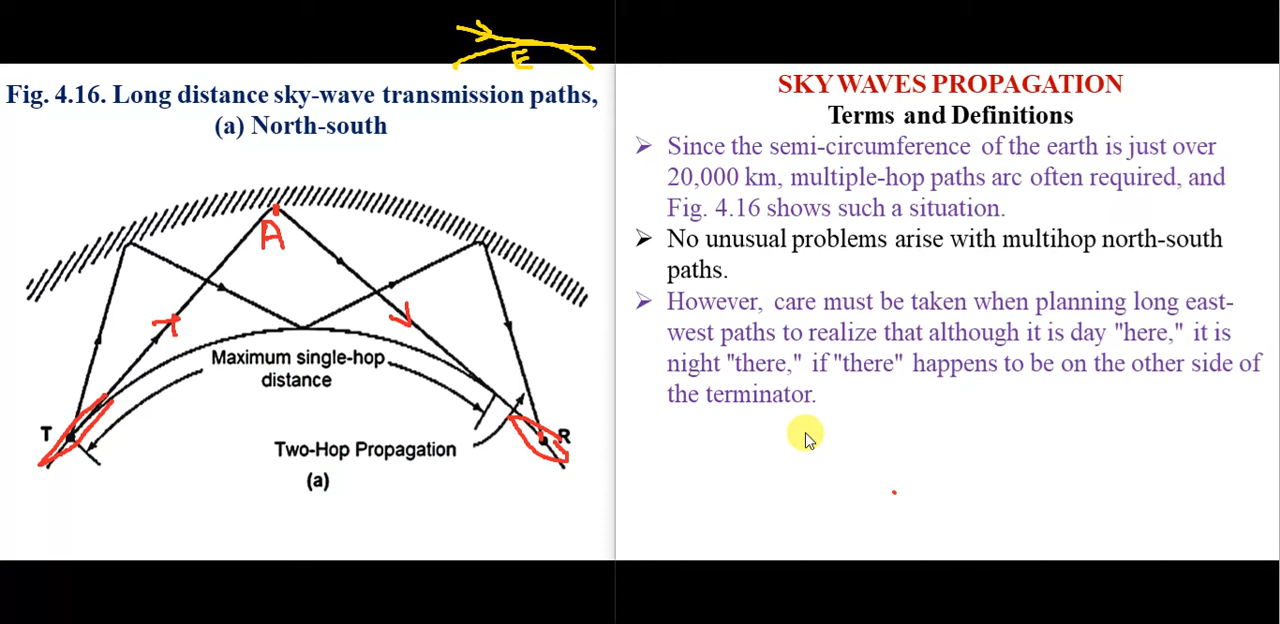 E
Fig. 4.16. Long distance sky-wave transmission paths,
(a) North-south
A
Maximum single-hop
distance
T
R
Two-Hop Propagation
(a)
SKY WAVES PROPAGATION
Terms and Definitions
➢ Since the semi-circumference of the earth is just over
20,000 km, multiple-hop paths arc often required, and
Fig. 4.16 shows such a situation.
➢ No unusual problems arise with multihop north-south
paths.
➢ However, care must be taken when planning long east-
west paths to realize that although it is day "here," it is
night "there," if "there" happens to be on the other side of
the terminator.